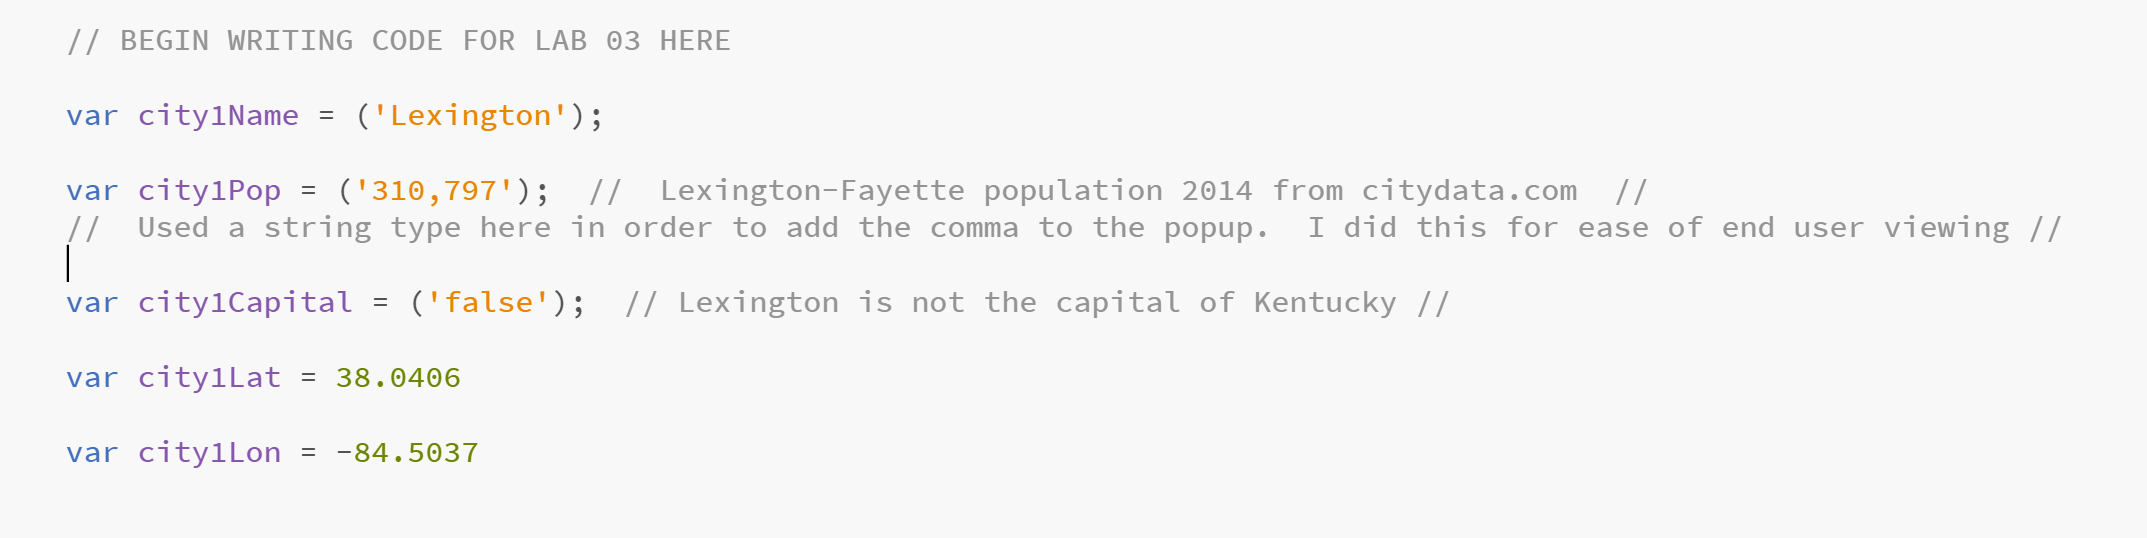 // BEGIN WRITING CODE FOR LAB 03 HERE
var city1Name = ('Lexington');
var city1Pop = ('310,797');  //  Lexington-Fayette population 2014 from citydata.com  //
//  Used a string type here in order to add the comma to the popup.  I did this for ease of end user viewing //
var city1Capital = ('false');  // Lexington is not the capital of Kentucky //
var city1Lat = 38.0406
var city1Lon = -84.5037